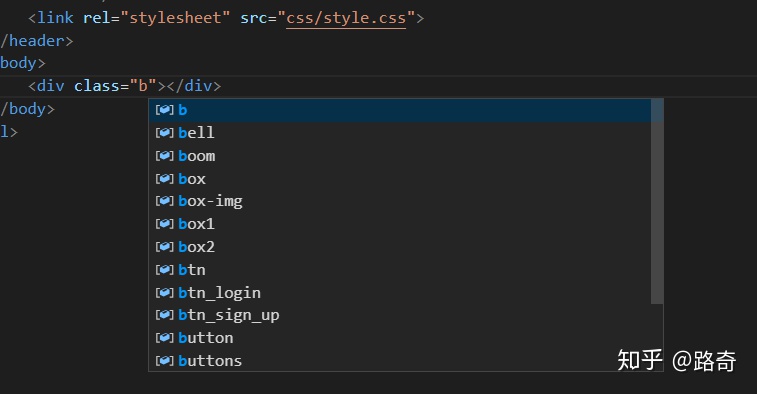 <link rel="stylesheet" src="css/style.css">
/header>
body>
<div class="b"></div>
/body>
l>
b
bell
boom
box
box-img
box1
box2
btn
btn_login
btn_sign_up
button
buttons
知乎 @路奇